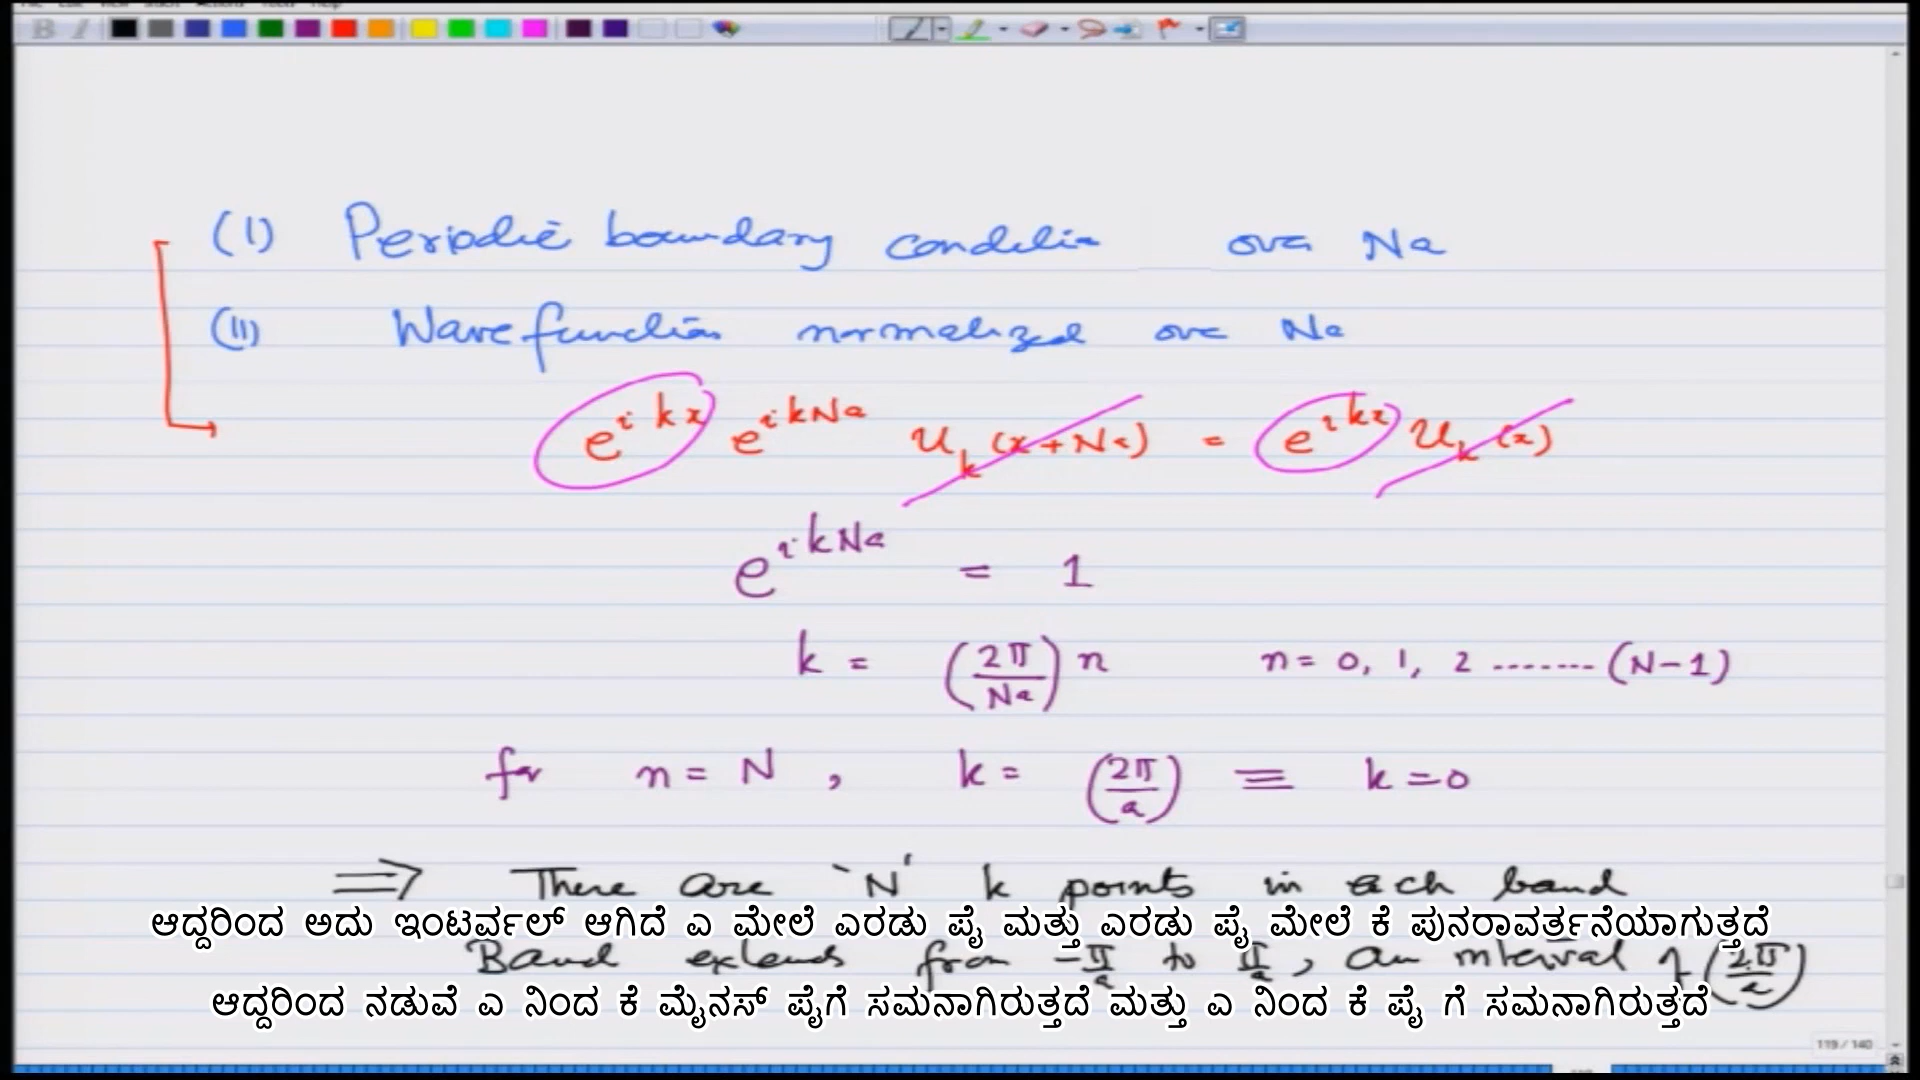 (I) Periodic boundary condition over Na
(II) Wavefunction normalized over Na
e^{ikx} e^{ikNa} u_k(x+Na) = e^{ikx} u_k(x)
e^{ikNa} = 1
k = (2π/Na) n n = 0, 1, 2 ....... (N-1)
for n = N , k = (2π/a) ≡ k = 0
⇒ There are 'N' k points in each band
ಆದ್ದರಿಂದ ಅದು ಇಂಟರ್ವಲ್ ಆಗಿದೆ ಎ ಮೇಲೆ ಎರಡು ಪೈ ಮತ್ತು ಎರಡು ಪೈ ಮೇಲೆ ಕೆ ಪುನರಾವರ್ತನೆಯಾಗುತ್ತದೆ
Band extends from -π/a to π/a, an interval of (2π/a)
ಆದ್ದರಿಂದ ನಡುವೆ ಎ ನಿಂದ ಕೆ ಮೈನಸ್ ಪೈಗೆ ಸಮನಾಗಿರುತ್ತದೆ ಮತ್ತು ಎ ನಿಂದ ಕೆ ಪೈ ಗೆ ಸಮನಾಗಿರುತ್ತದೆ
119 / 140